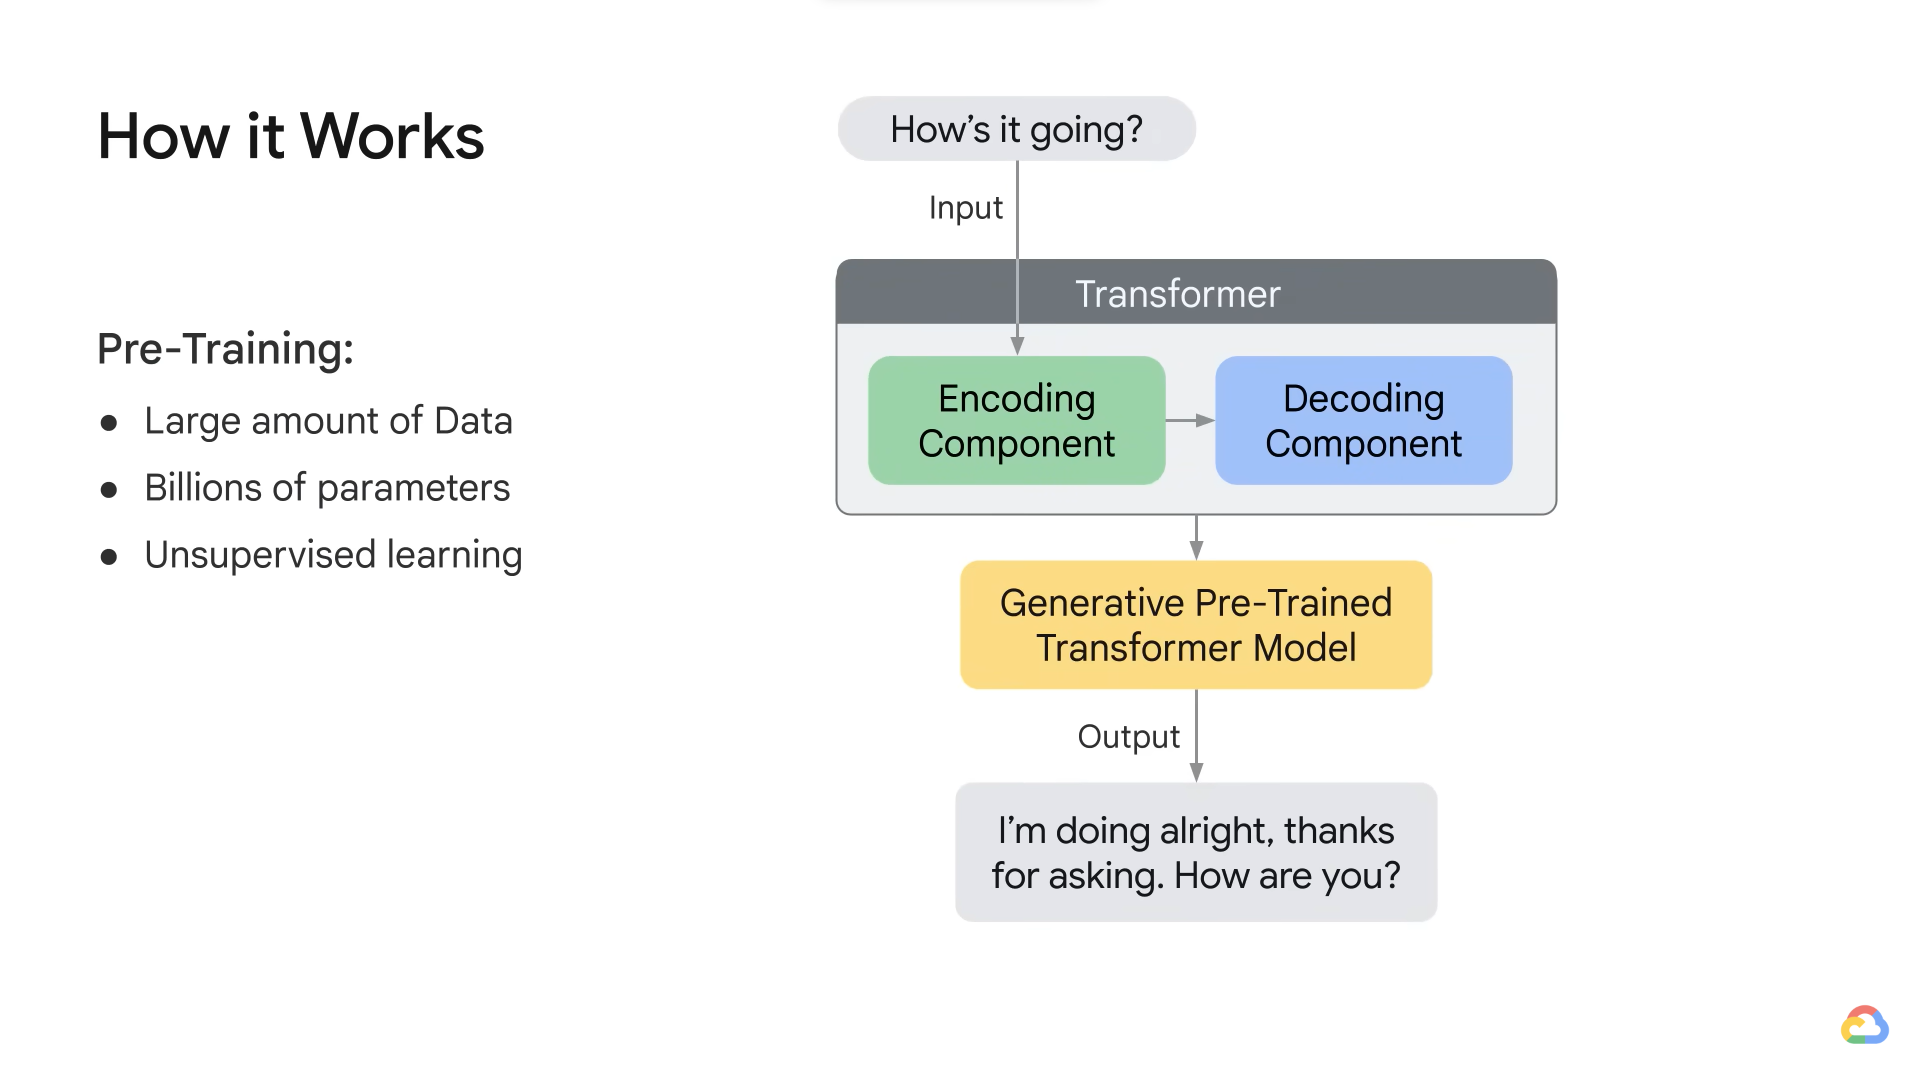 How it Works
Pre-Training:
● Large amount of Data
● Billions of parameters
● Unsupervised learning
How’s it going?
Input
Transformer
Encoding
Component
Decoding
Component
Generative Pre-Trained
Transformer Model
Output
I’m doing alright, thanks
for asking. How are you?